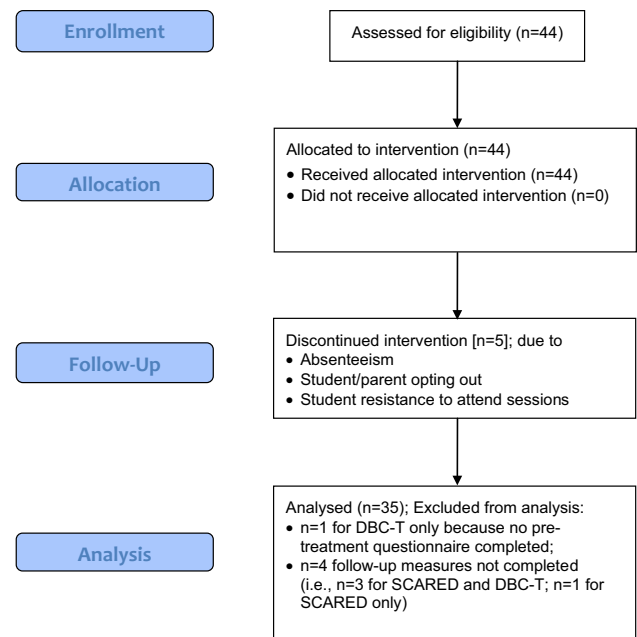 Enrollment
Assessed for eligibility (n=44)
Allocation
Allocated to intervention (n=44)
• Received allocated intervention (n=44)
• Did not receive allocated intervention (n=0)
Follow-Up
Discontinued intervention [n=5]; due to
• Absenteeism
• Student/parent opting out
• Student resistance to attend sessions
Analysis
Analysed (n=35); Excluded from analysis:
• n=1 for DBC-T only because no pre-
treatment questionnaire completed;
• n=4 follow-up measures not completed
(i.e., n=3 for SCARED and DBC-T; n=1 for
SCARED only)